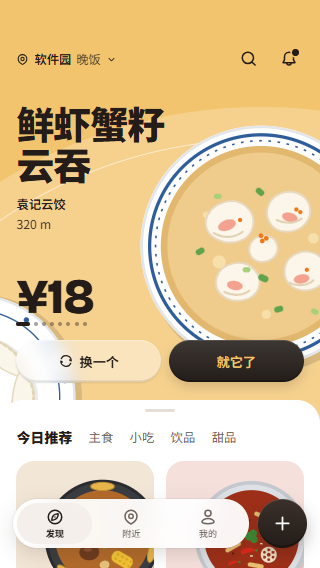 软件园 晚饭
鲜虾蟹籽
云吞
袁记云饺
320 m
¥18
换一个
就它了
今日推荐 主食 小吃 饮品 甜品
发现 附近 我的